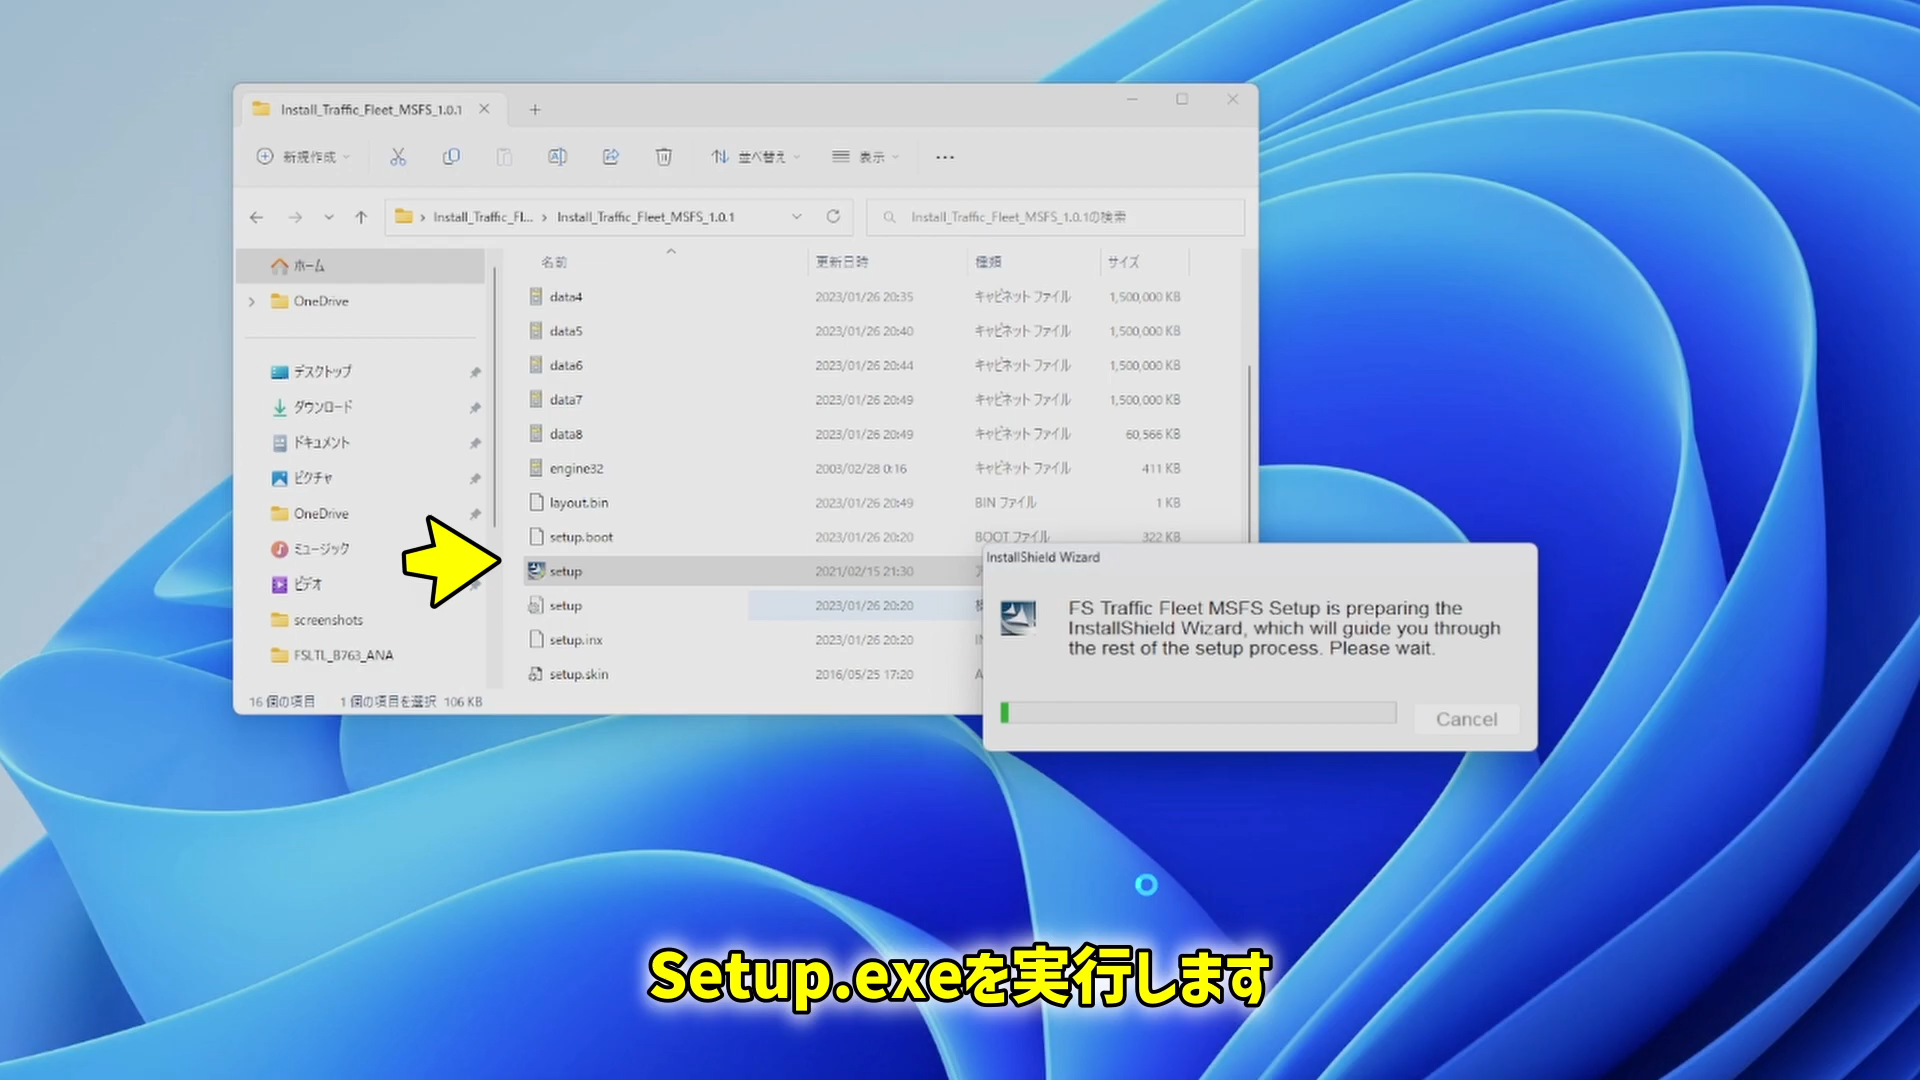 Install_Traffic_Fleet_MSFS_1.0.1
新規作成
並べ替え
表示
Install_Traffic_Fl...
Install_Traffic_Fleet_MSFS_1.0.1
Install_Traffic_Fleet_MSFS_1.0.1の検索
ホーム
OneDrive
デスクトップ
ダウンロード
ドキュメント
ピクチャ
OneDrive
ミュージック
ビデオ
screenshots
FSLTL_B763_ANA
名前 更新日時 種類 サイズ
data4 2023/01/26 20:35 キャビネット ファイル 1,500,000 KB
data5 2023/01/26 20:40 キャビネット ファイル 1,500,000 KB
data6 2023/01/26 20:44 キャビネット ファイル 1,500,000 KB
data7 2023/01/26 20:49 キャビネット ファイル 1,500,000 KB
data8 2023/01/26 20:49 キャビネット ファイル 60,566 KB
engine32 2003/02/28 0:16 キャビネット ファイル 411 KB
layout.bin 2023/01/26 20:49 BIN ファイル 1 KB
setup.boot 2023/01/26 20:20 BOOT ファイル 322 KB
setup 2021/02/15 21:30
setup 2023/01/26 20:20
setup.inx 2023/01/26 20:20
setup.skin 2016/05/25 17:20
16 個の項目 1 個の項目を選択 106 KB
InstallShield Wizard
FS Traffic Fleet MSFS Setup is preparing the
InstallShield Wizard, which will guide you through
the rest of the setup process. Please wait.
Cancel
Setup.exeを実行します